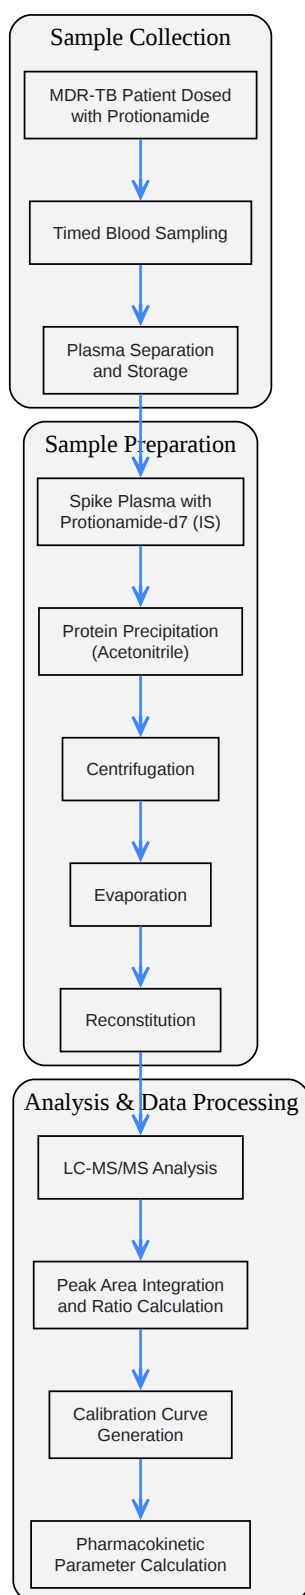 Sample Collection
MDR-TB Patient Dosed
with Protionamide
Timed Blood Sampling
Plasma Separation
and Storage
Sample Preparation
Spike Plasma with
Protionamide-d7 (IS)
Protein Precipitation
(Acetonitrile)
Centrifugation
Evaporation
Reconstitution
Analysis & Data Processing
LC-MS/MS Analysis
Peak Area Integration
and Ratio Calculation
Calibration Curve
Generation
Pharmacokinetic
Parameter Calculation